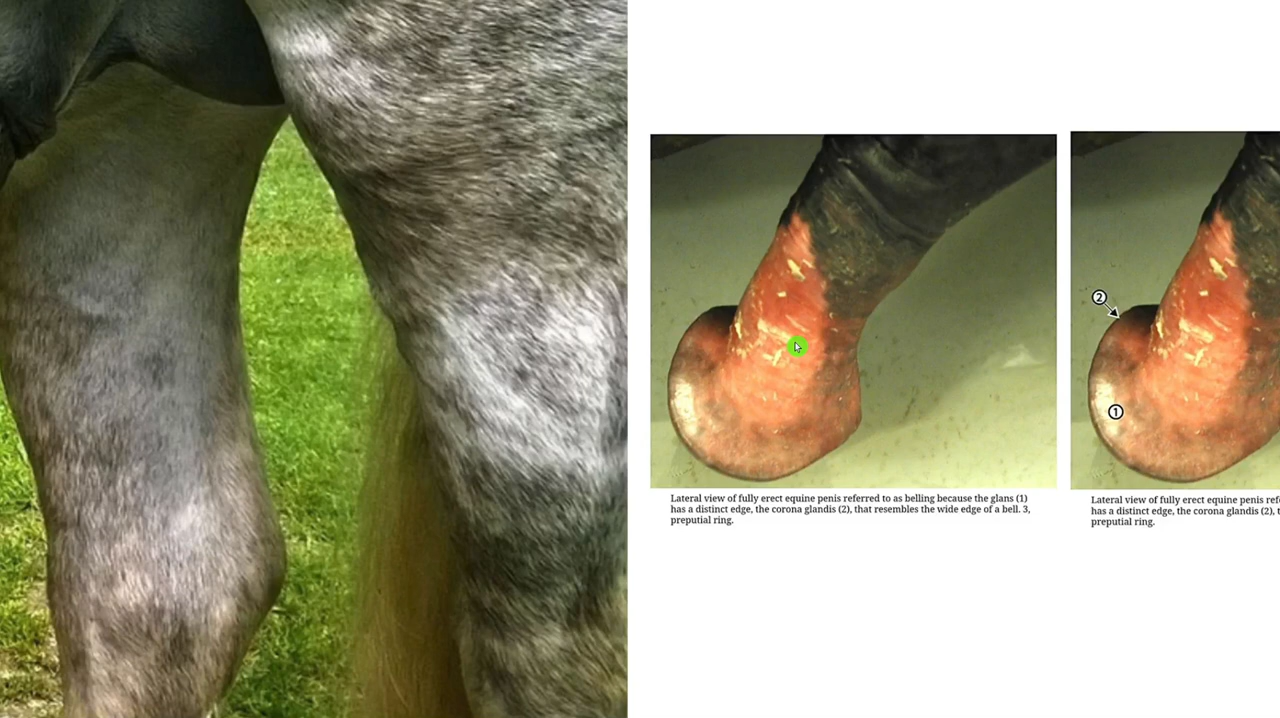 Lateral view of fully erect equine penis referred to as belling because the glans (1)
has a distinct edge, the corona glandis (2), that resembles the wide edge of a bell. 3,
preputial ring.
2
1
Lateral view of fully erect equine penis
has a distinct edge, the corona glandis (2),
preputial ring.